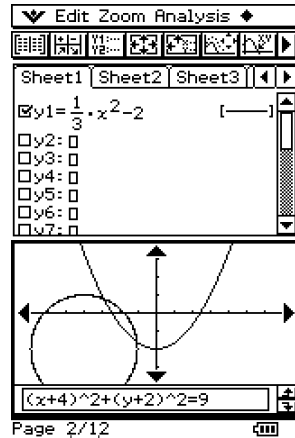 Edit Zoom Analysis
Sheet1 Sheet2 Sheet3
y1=1/3·x^2-2 [—]
y2:
y3:
y4:
y5:
y6:
y7:
(x+4)^2+(y+2)^2=9
Page 2/12